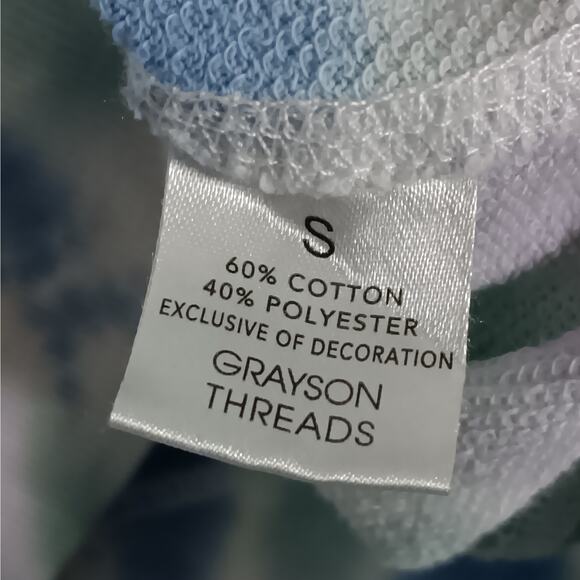 S
60% COTTON
40% POLYESTER
EXCLUSIVE OF DECORATION
GRAYSON
THREADS